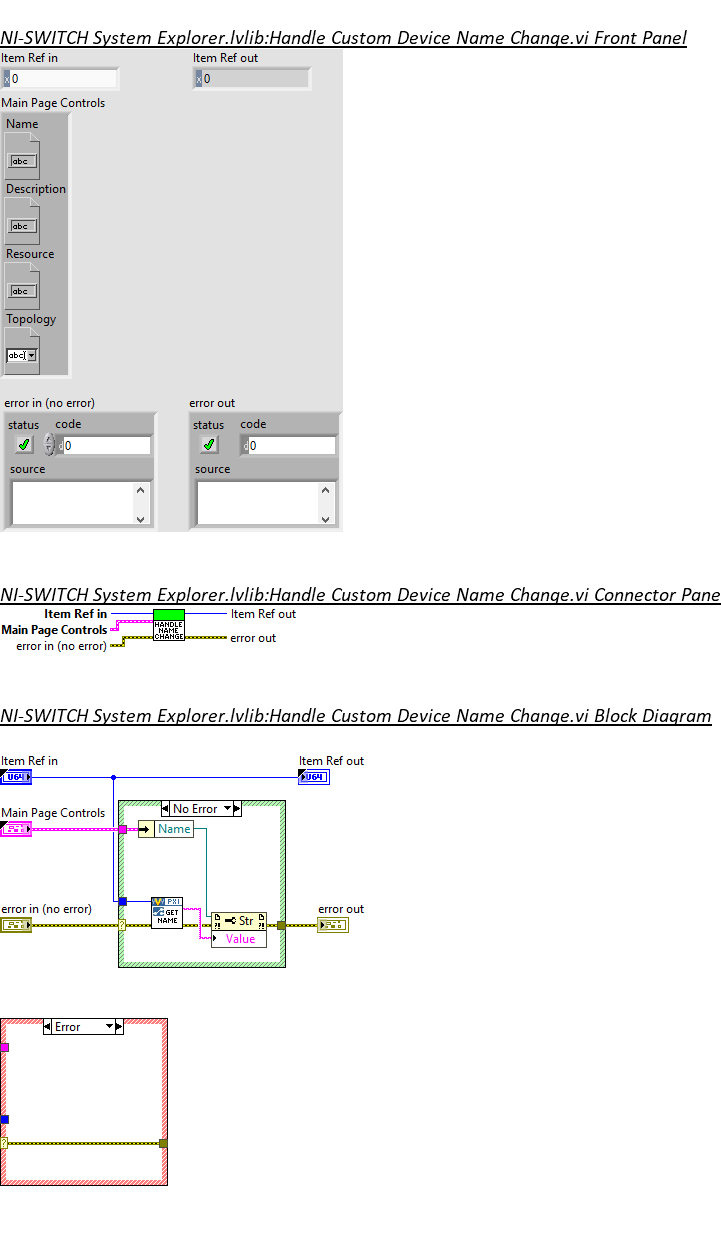 NI-SWITCH System Explorer.lvlib:Handle Custom Device Name Change.vi Front Panel
Item Ref in
Item Ref out
x 0
x 0
Main Page Controls
Name
abc
Description
abc
Resource
abc
Topology
abc
error in (no error)
error out
status code
status code
d 0
d 0
source
source
NI-SWITCH System Explorer.lvlib:Handle Custom Device Name Change.vi Connector Pane
Item Ref in
Item Ref out
Main Page Controls
HANDLE
NAME
CHANGE
error out
error in (no error)
NI-SWITCH System Explorer.lvlib:Handle Custom Device Name Change.vi Block Diagram
Item Ref in
Item Ref out
U64
U64
No Error
Main Page Controls
Name
PXI
GET
NAME
error in (no error)
error out
?
?!
Str
?!
Value
Error
?